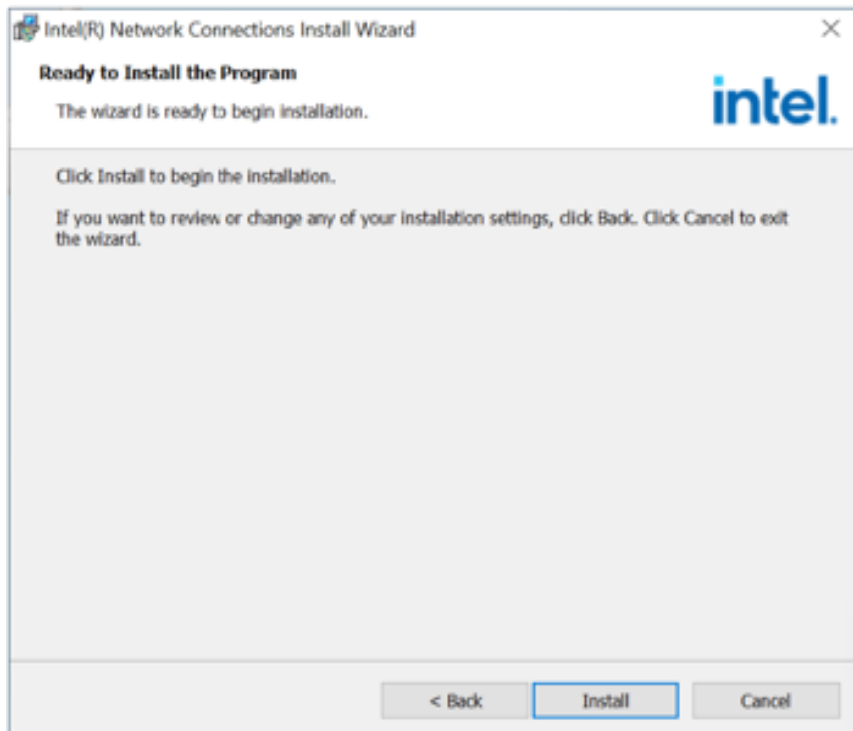 Intel(R) Network Connections Install Wizard
Ready to Install the Program
The wizard is ready to begin installation.
intel.
Click Install to begin the installation.
If you want to review or change any of your installation settings, click Back. Click Cancel to exit
the wizard.
< Back
Install
Cancel